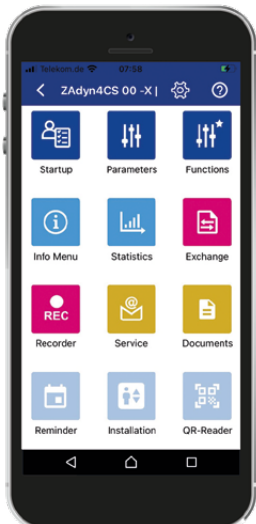 Telekom.de 07:58
ZAdyn4CS 00 -X |
Startup Parameters Functions
Info Menu Statistics Exchange
REC
Recorder Service Documents
Reminder Installation QR-Reader